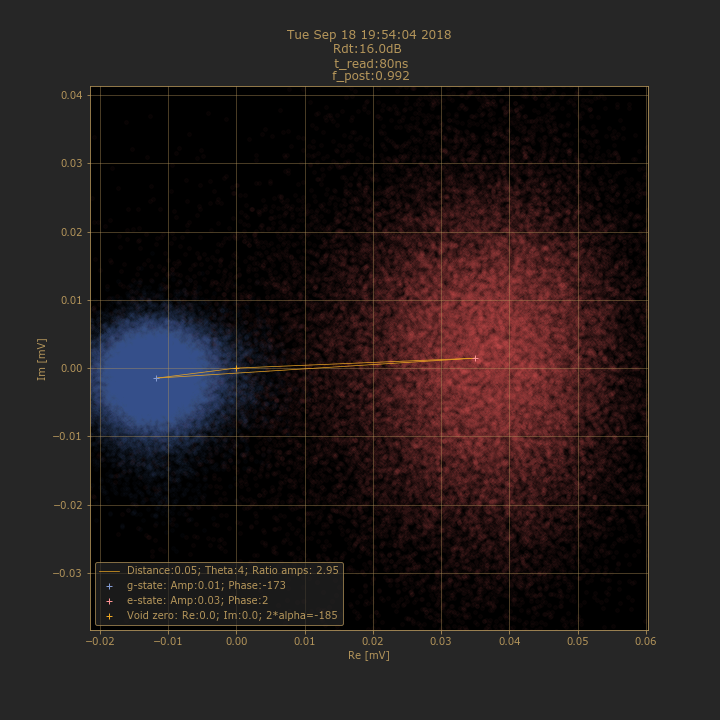 Tue Sep 18 19:54:04 2018
Rdt:16.0dB
t_read:80ns
f_post:0.992
0.04
0.03
0.02
0.01
0.00
−0.01
−0.02
−0.03
Im [mV]
Distance:0.05; Theta:4; Ratio amps: 2.95
g-state: Amp:0.01; Phase:-173
e-state: Amp:0.03; Phase:2
Void zero: Re:0.0; Im:0.0; 2*alpha=-185
−0.02 −0.01 0.00 0.01 0.02 0.03 0.04 0.05 0.06
Re [mV]